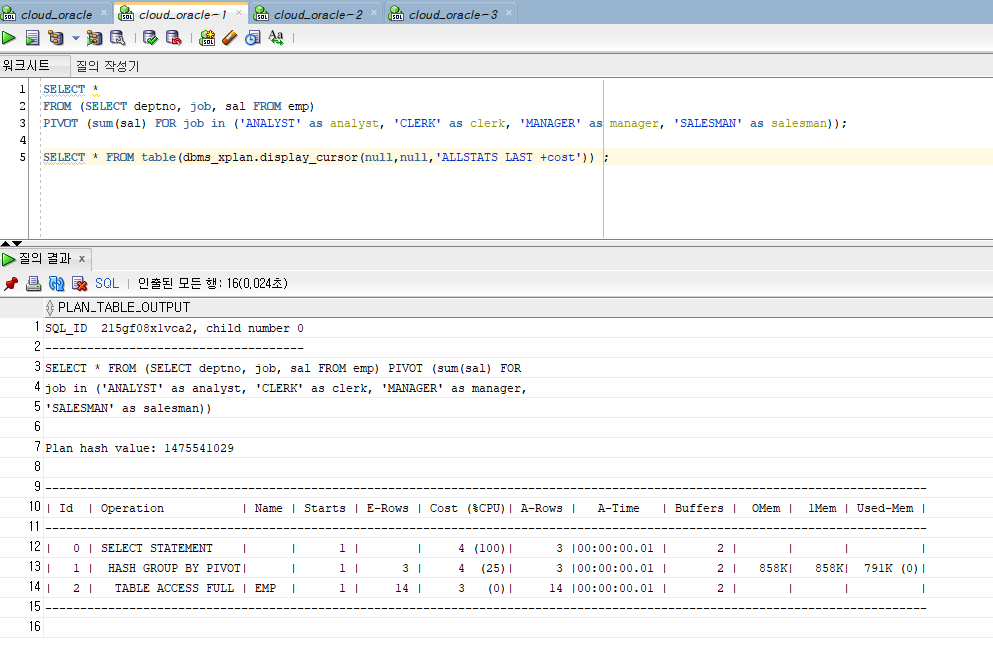 cloud_oracle × cloud_oracle~1 × cloud_oracle~2 × cloud_oracle~3 ×
워크시트 질의 작성기
1 SELECT *
2 FROM (SELECT deptno, job, sal FROM emp)
3 PIVOT (sum(sal) FOR job in ('ANALYST' as analyst, 'CLERK' as clerk, 'MANAGER' as manager, 'SALESMAN' as salesman));
4
5 SELECT * FROM table(dbms_xplan.display_cursor(null,null,'ALLSTATS LAST +cost')) ;
질의 결과 ×
SQL | 인출된 모든 행: 16(0,024초)
PLAN_TABLE_OUTPUT
1 SQL_ID  215gf08x1vca2, child number 0
2 -------------------------------------
3 SELECT * FROM (SELECT deptno, job, sal FROM emp) PIVOT (sum(sal) FOR
4 job in ('ANALYST' as analyst, 'CLERK' as clerk, 'MANAGER' as manager,
5 'SALESMAN' as salesman))
6
7 Plan hash value: 1475541029
8
9 ------------------------------------------------------------------------------------------------------------------------------
10 | Id  | Operation           | Name | Starts | E-Rows | Cost (%CPU)| A-Rows |   A-Time   | Buffers |  OMem |  1Mem | Used-Mem |
11 ------------------------------------------------------------------------------------------------------------------------------
12 |   0 | SELECT STATEMENT    |      |      1 |        |     4 (100)|      3 |00:00:00.01 |       2 |       |       |          |
13 |   1 |  HASH GROUP BY PIVOT|      |      1 |      3 |     4  (25)|      3 |00:00:00.01 |       2 |   858K|   858K|  791K (0)|
14 |   2 |   TABLE ACCESS FULL | EMP  |      1 |     14 |     3   (0)|     14 |00:00:00.01 |       2 |       |       |          |
15 ------------------------------------------------------------------------------------------------------------------------------
16